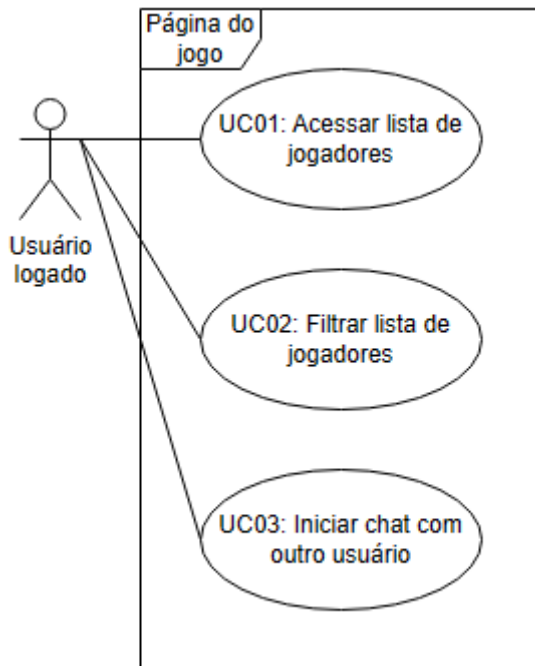 Página do
jogo
UC01: Acessar lista de
jogadores
Usuário
logado
UC02: Filtrar lista de
jogadores
UC03: Iniciar chat com
outro usuário